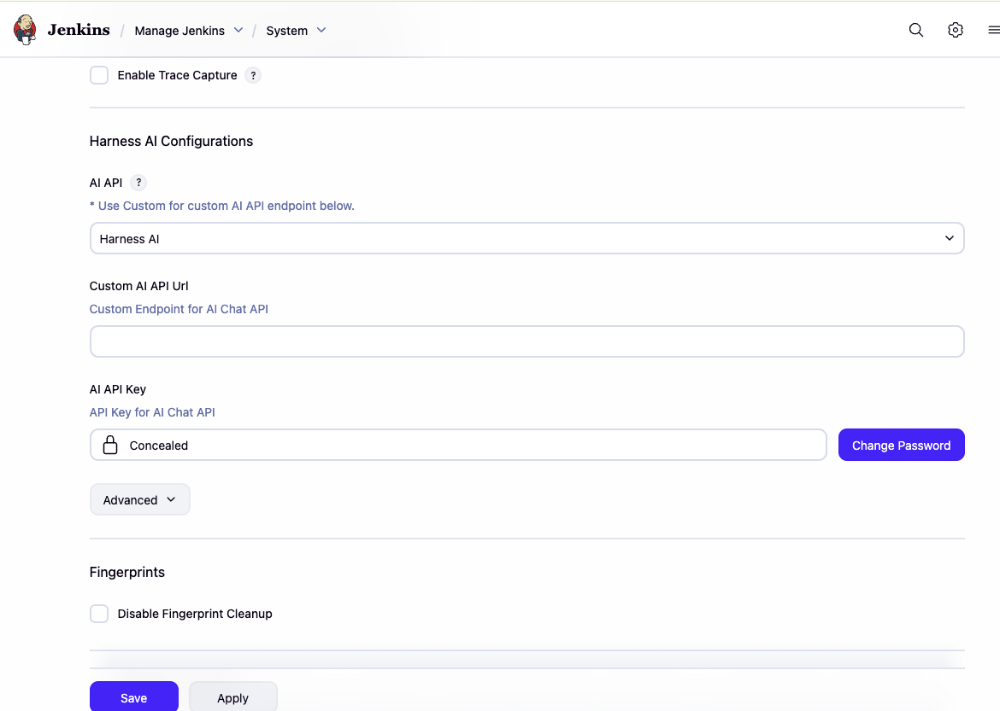 Jenkins / Manage Jenkins / System
Enable Trace Capture ?
Harness AI Configurations
AI API ?
* Use Custom for custom AI API endpoint below.
Harness AI
Custom AI API Url
Custom Endpoint for AI Chat API
AI API Key
API Key for AI Chat API
Concealed Change Password
Advanced
Fingerprints
Disable Fingerprint Cleanup
Save Apply